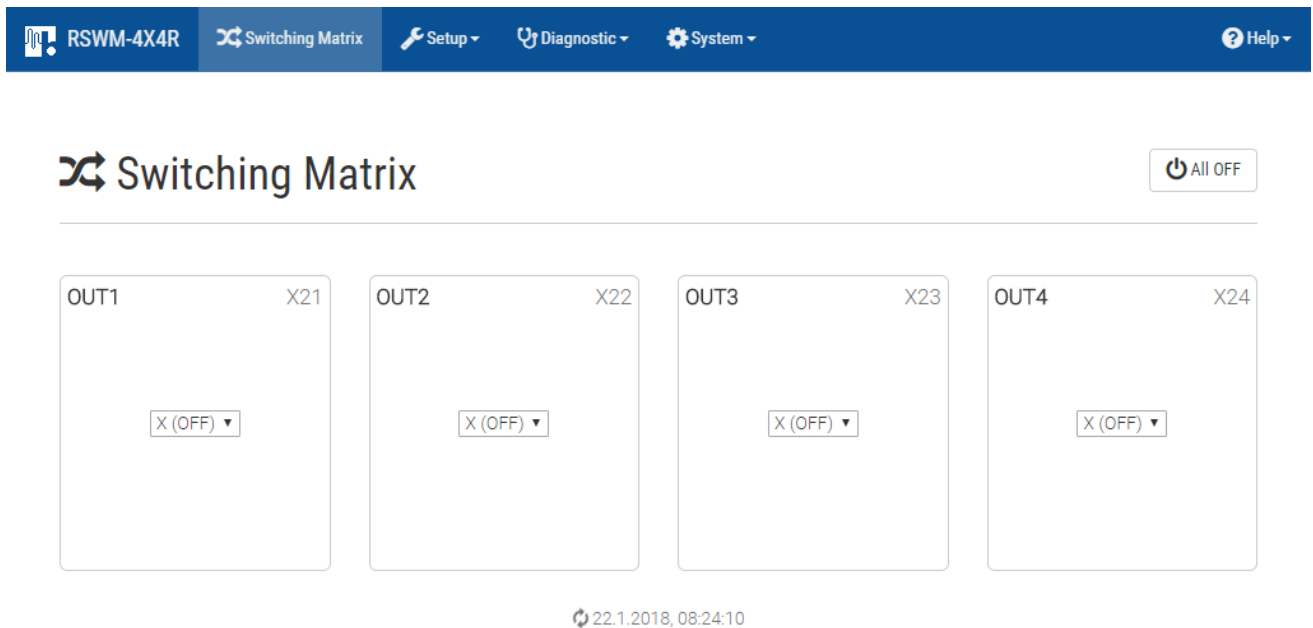 RSWM-4X4R Switching Matrix Setup Diagnostic System Help
Switching Matrix All OFF
OUT1 X21 OUT2 X22 OUT3 X23 OUT4 X24
X (OFF) X (OFF) X (OFF) X (OFF)
22.1.2018, 08:24:10